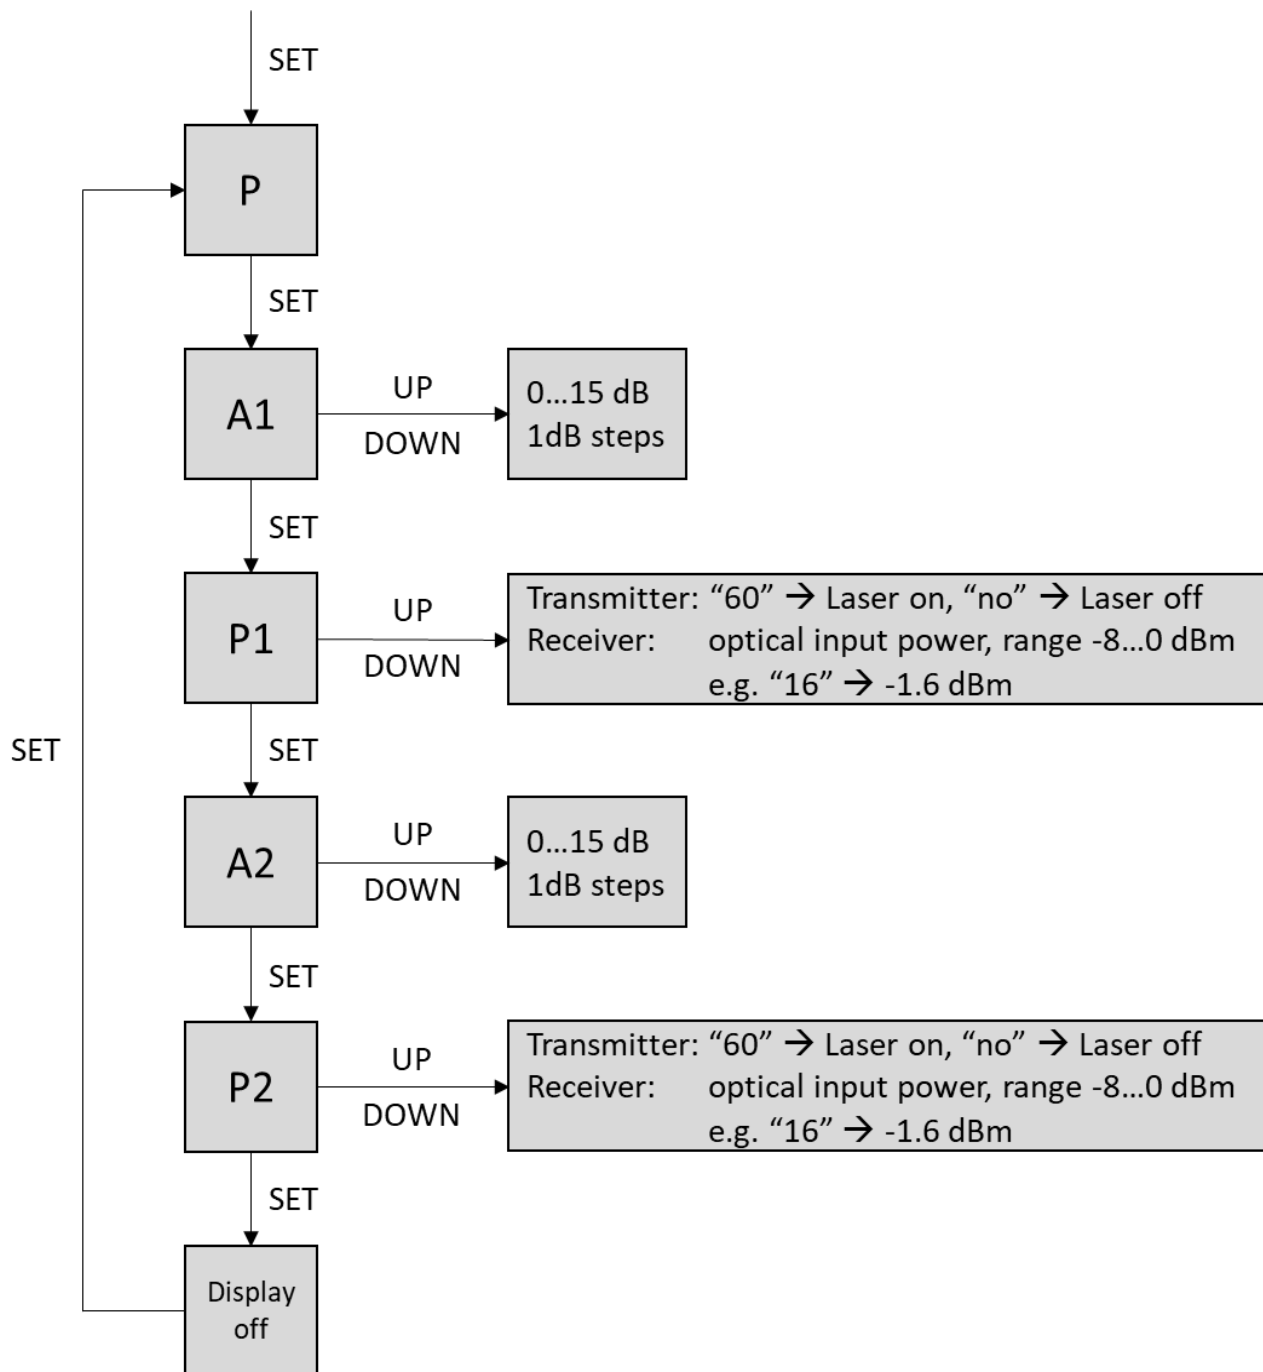 SET
P
SET
A1
UP
DOWN
0...15 dB
1dB steps
SET
P1
UP
DOWN
Transmitter: “60” → Laser on, “no” → Laser off
Receiver: optical input power, range -8...0 dBm
e.g. “16” → -1.6 dBm
SET
SET
A2
UP
DOWN
0...15 dB
1dB steps
SET
P2
UP
DOWN
Transmitter: “60” → Laser on, “no” → Laser off
Receiver: optical input power, range -8...0 dBm
e.g. “16” → -1.6 dBm
SET
Display
off